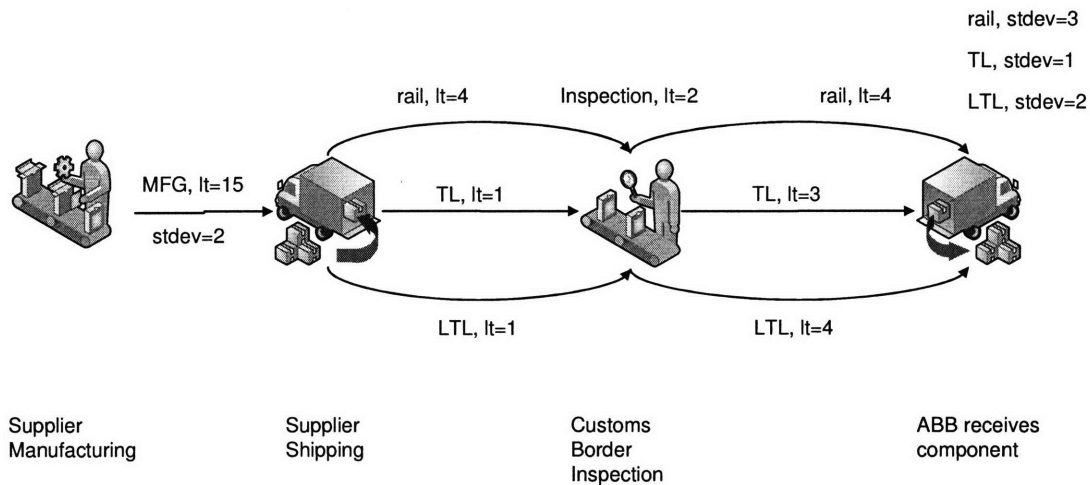 rail, stdev=3
TL, stdev=1
LTL, stdev=2
rail, lt=4
Inspection, lt=2
rail, lt=4
MFG, lt=15
stdev=2
TL, lt=1
TL, lt=3
LTL, lt=1
LTL, lt=4
Supplier
Manufacturing
Supplier
Shipping
Customs
Border
Inspection
ABB receives
component